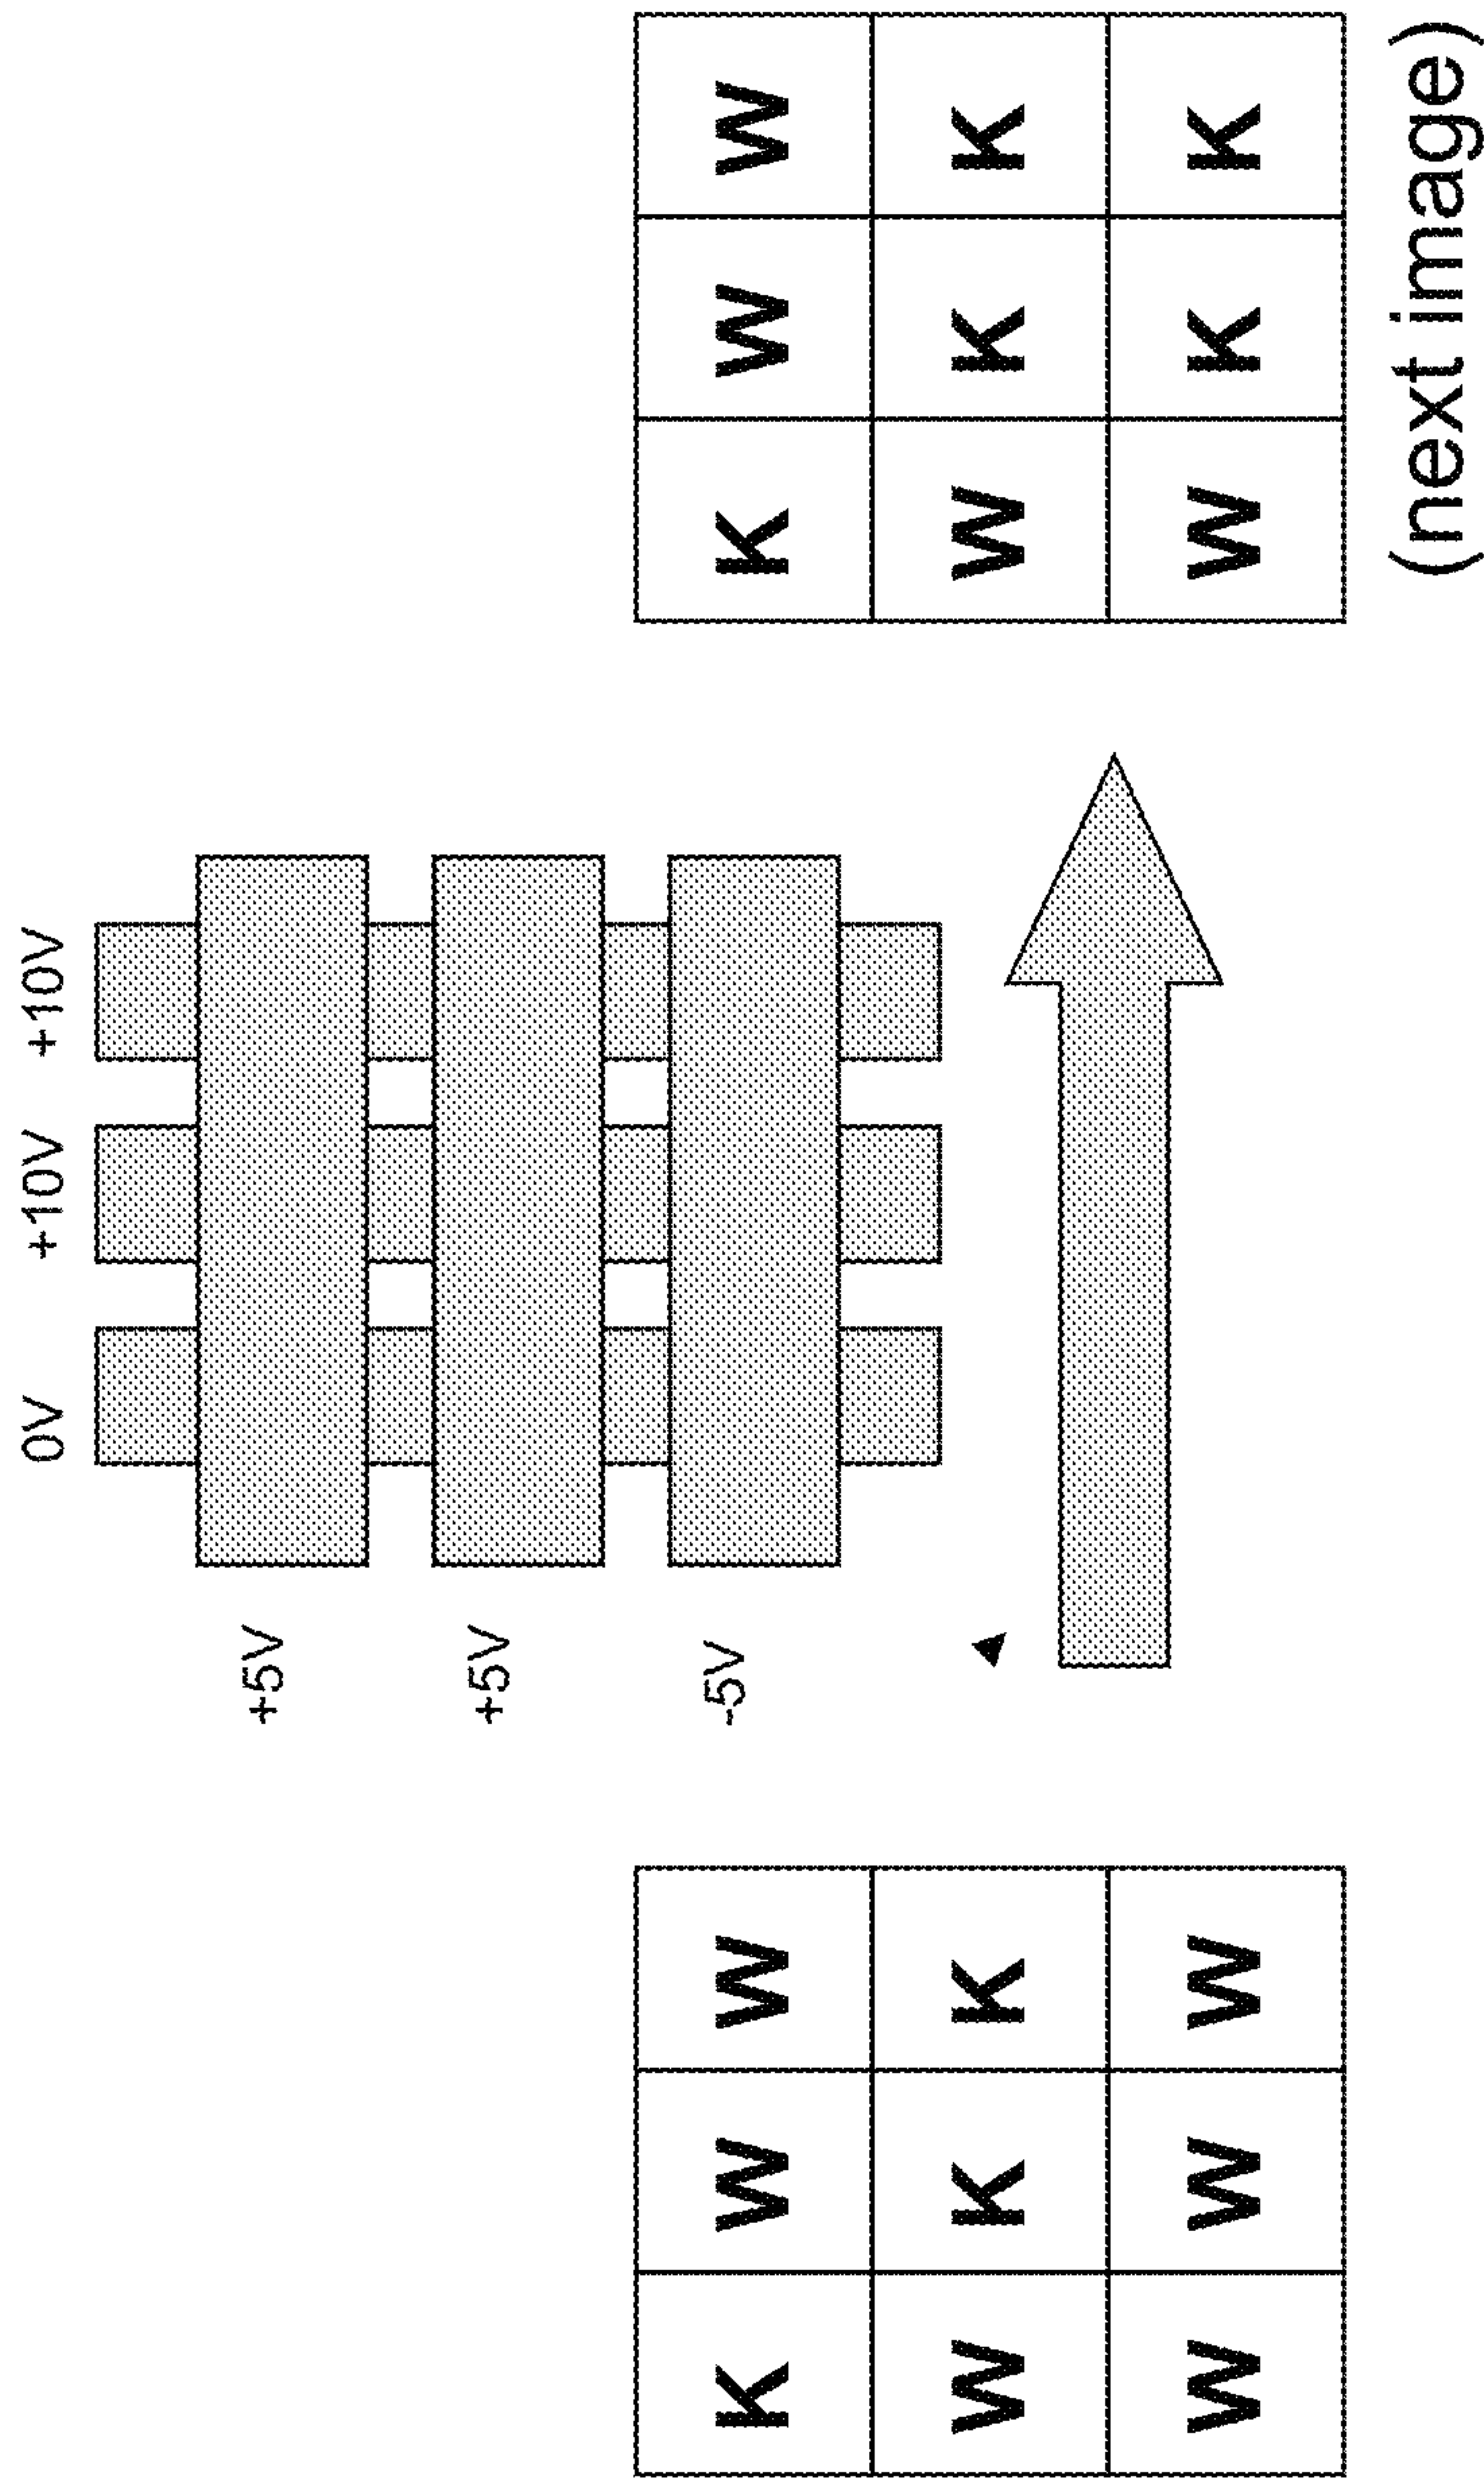 0V +10V +10V
+5V
+5V
-5V
K W W
W K K
W W W
K W W
W K K
W K K
(next image)